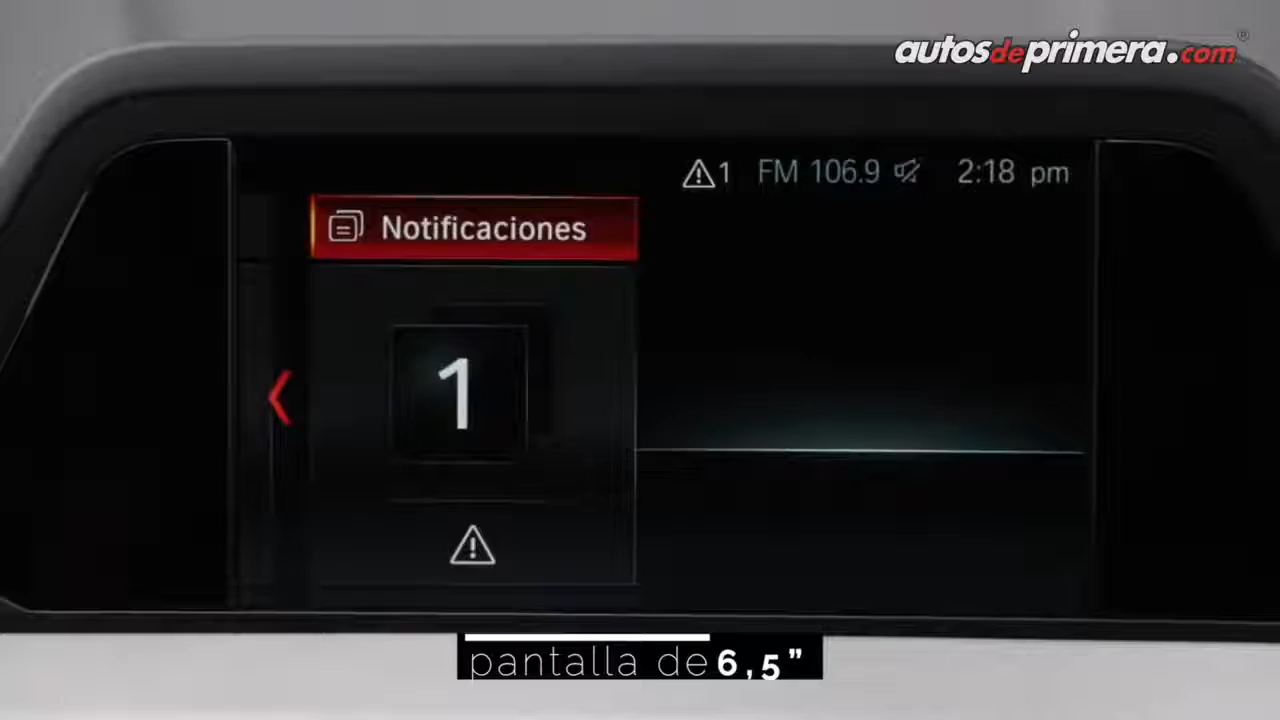 autosdeprimera.com®
1 FM 106.9 2:18 pm
Notificaciones
1
pantalla de 6,5”